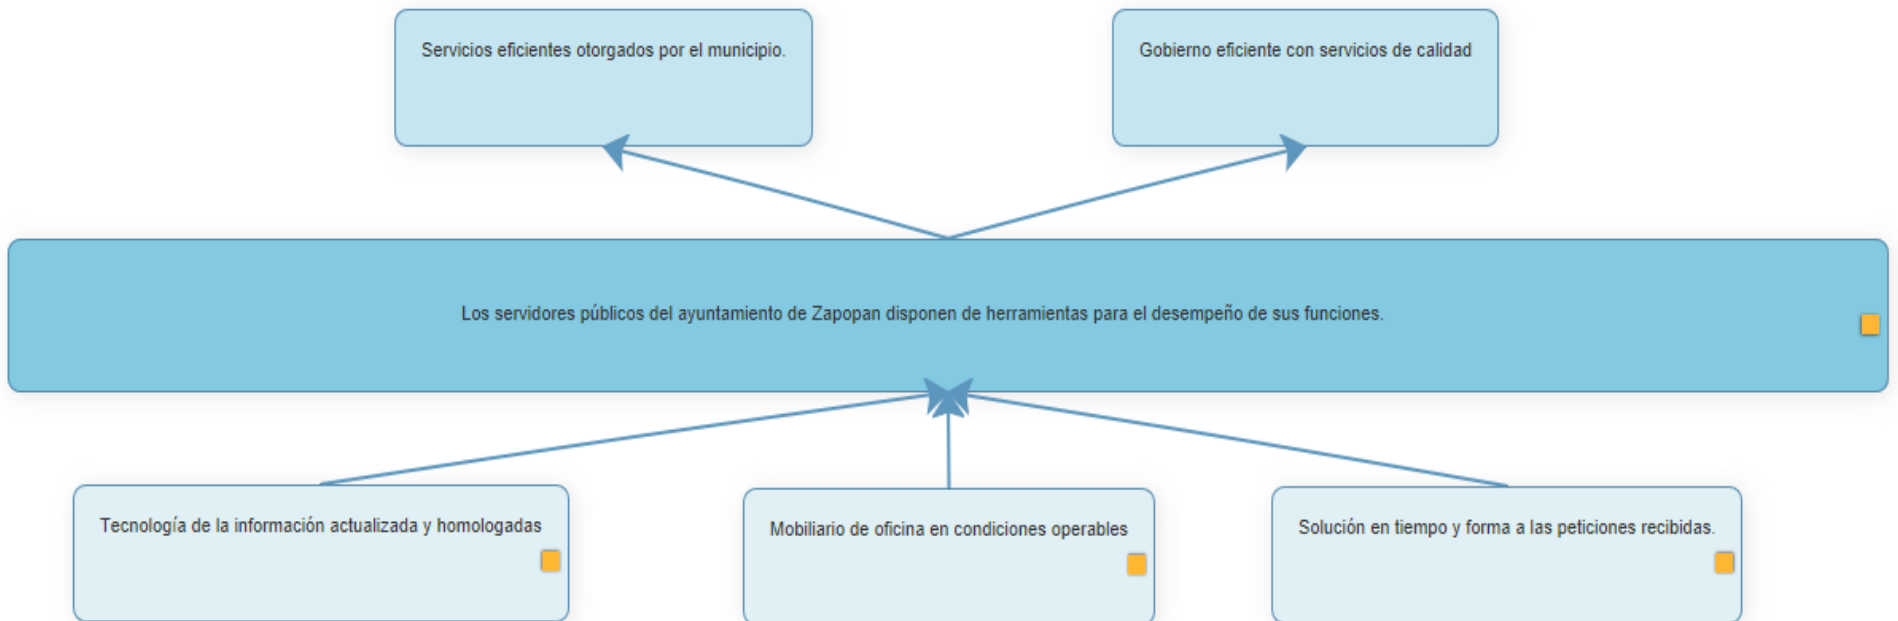 Servicios eficientes otorgados por el municipio.
Gobierno eficiente con servicios de calidad
Los servidores públicos del ayuntamiento de Zapopan disponen de herramientas para el desempeño de sus funciones.
Tecnología de la información actualizada y homologadas
Mobiliario de oficina en condiciones operables
Solución en tiempo y forma a las peticiones recibidas.